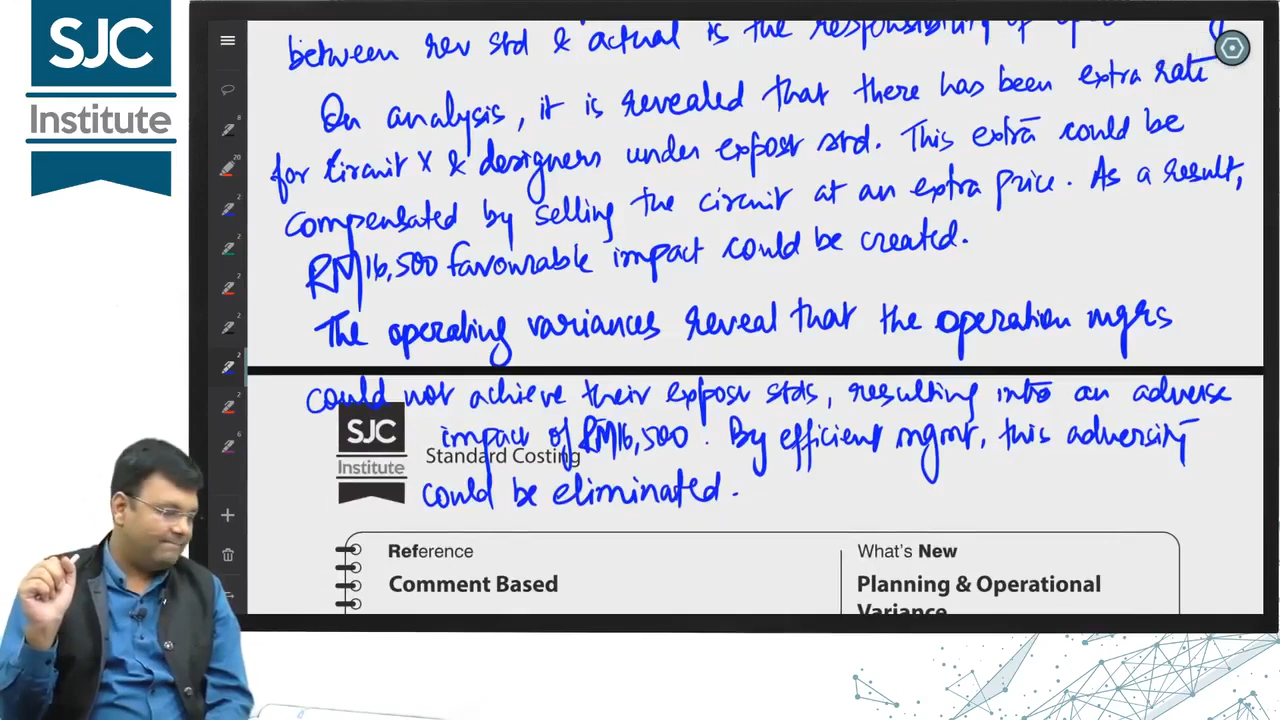 SJC
Institute
between rev std & actual is the responsibility of
On analysis, it is revealed that there has been extra rate
for Circuit X & designers under expost std. This extra could be
compensated by selling the circuit at an extra price. As a result,
RM16,500 favourable impact could be created.
The operating variances reveal that the operation mgrs
could not achieve their expost stds, resulting into an adverse
impact of RM16,500. By efficient mgmt, this adversity
could be eliminated.
SJC
Institute
Standard Costing
Reference
Comment Based
What's New
Planning & Operational
Variance